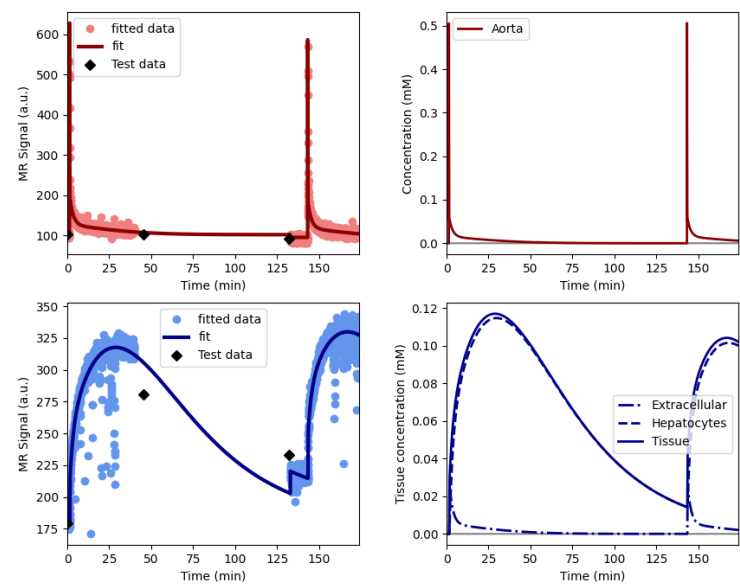 600
500
400
300
200
100
MR Signal (a.u.)
fitted data
fit
Test data
0 25 50 75 100 125 150
Time (min)
0.5
0.4
0.3
0.2
0.1
0.0
Concentration (mM)
Aorta
0 25 50 75 100 125 150
Time (min)
350
325
300
275
250
225
200
175
MR Signal (a.u.)
fitted data
fit
Test data
0 25 50 75 100 125 150
Time (min)
0.12
0.10
0.08
0.06
0.04
0.02
0.00
Tissue concentration (mM)
Extracellular
Hepatocytes
Tissue
0 25 50 75 100 125 150
Time (min)